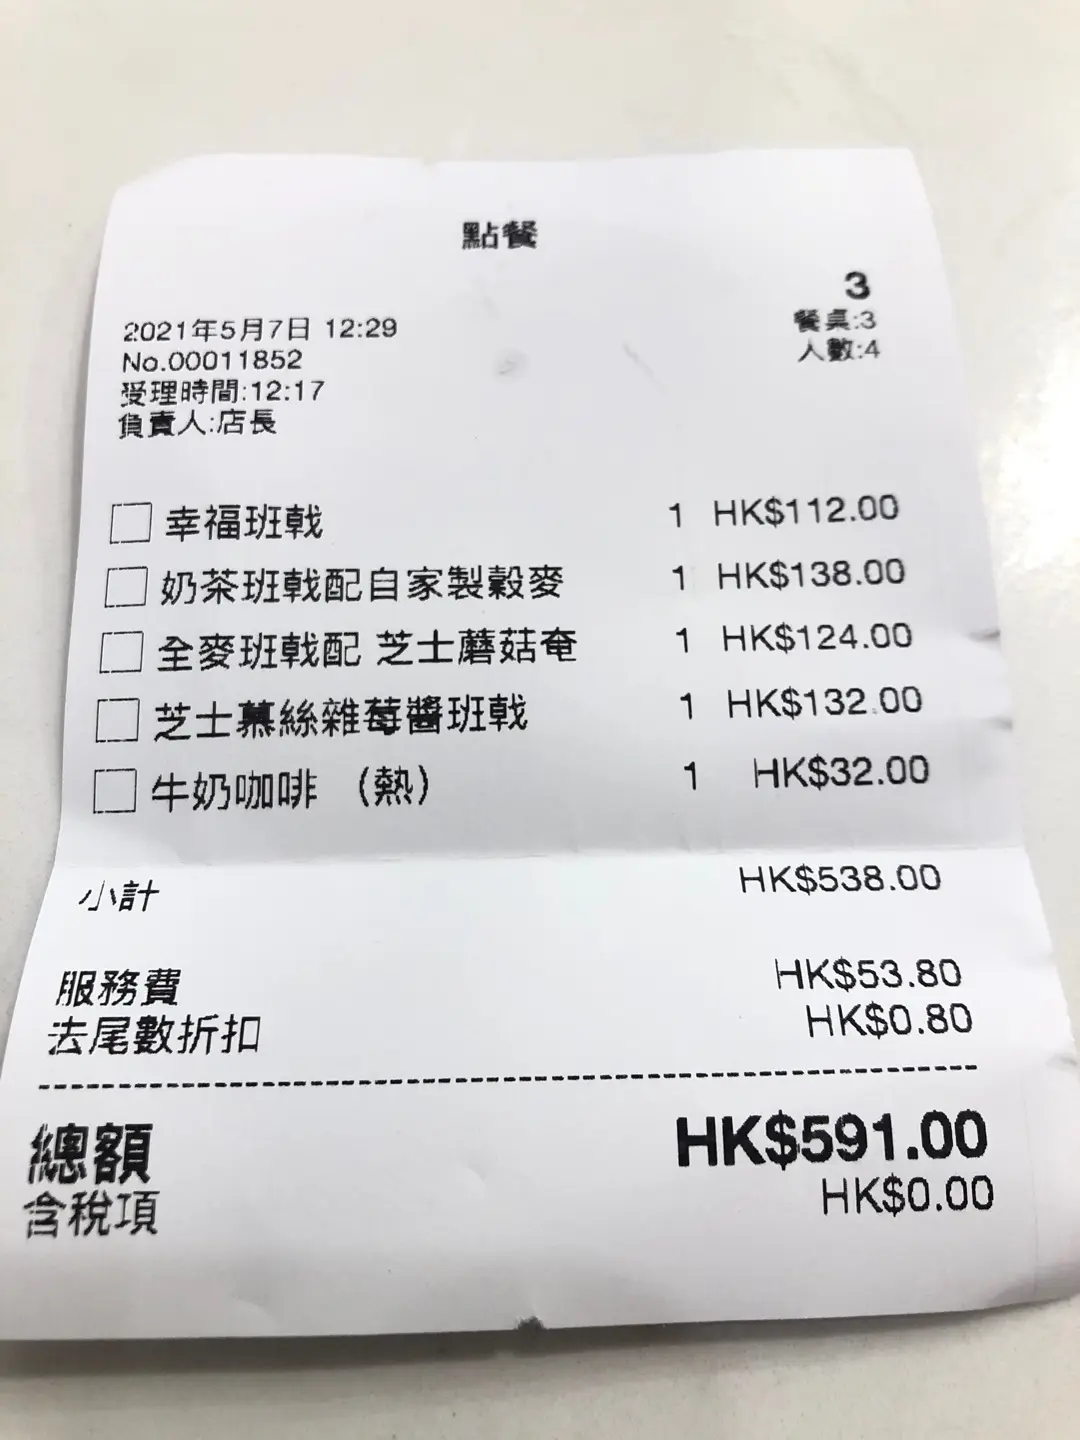 點餐
3
2021年5月7日 12:29
餐桌:3
No.00011852
人數:4
受理時間:12:17
負責人:店長
幸福班戟 1 HK$112.00
奶茶班戟配自家製穀麥 1 HK$138.00
全麥班戟配 芝士蘑菇奄 1 HK$124.00
芝士慕絲雜莓醬班戟 1 HK$132.00
牛奶咖啡 （熱） 1 HK$32.00
小計 HK$538.00
服務費 HK$53.80
去尾數折扣 HK$0.80
總額 HK$591.00
含稅項 HK$0.00